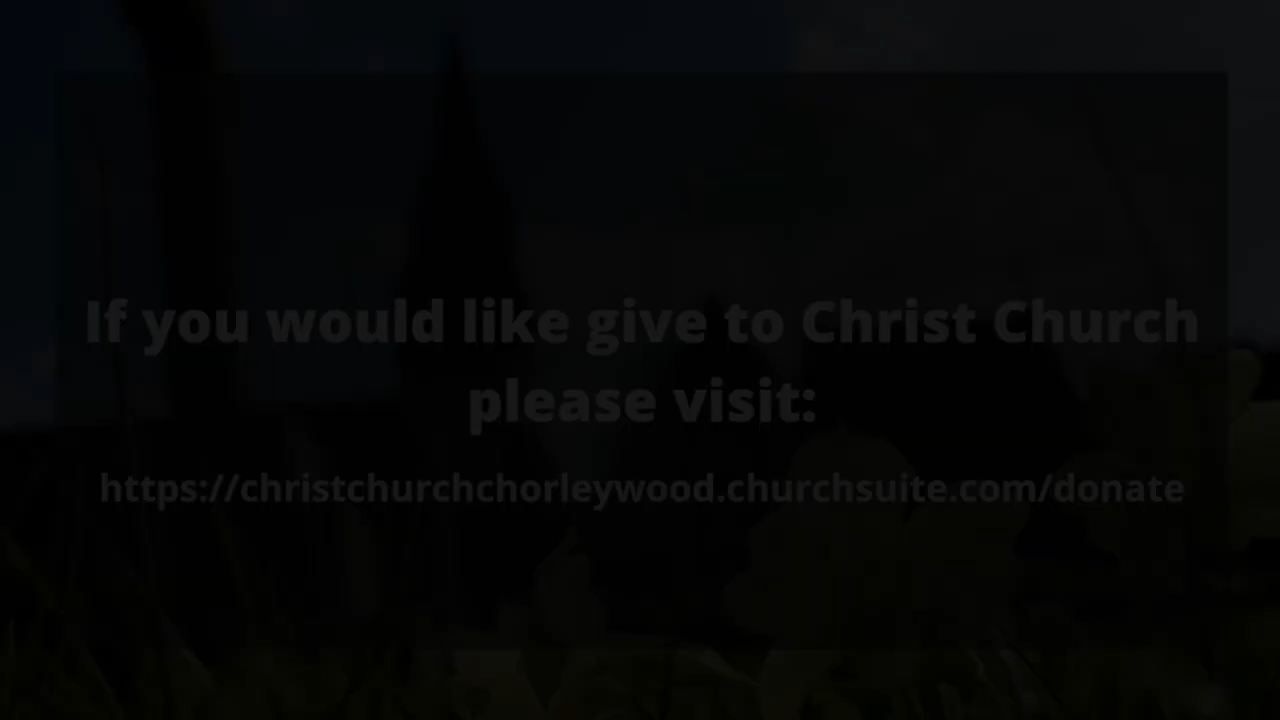 If you would like give to Christ Church
please visit:
https://christchurchchorleywood.churchsuite.com/donate